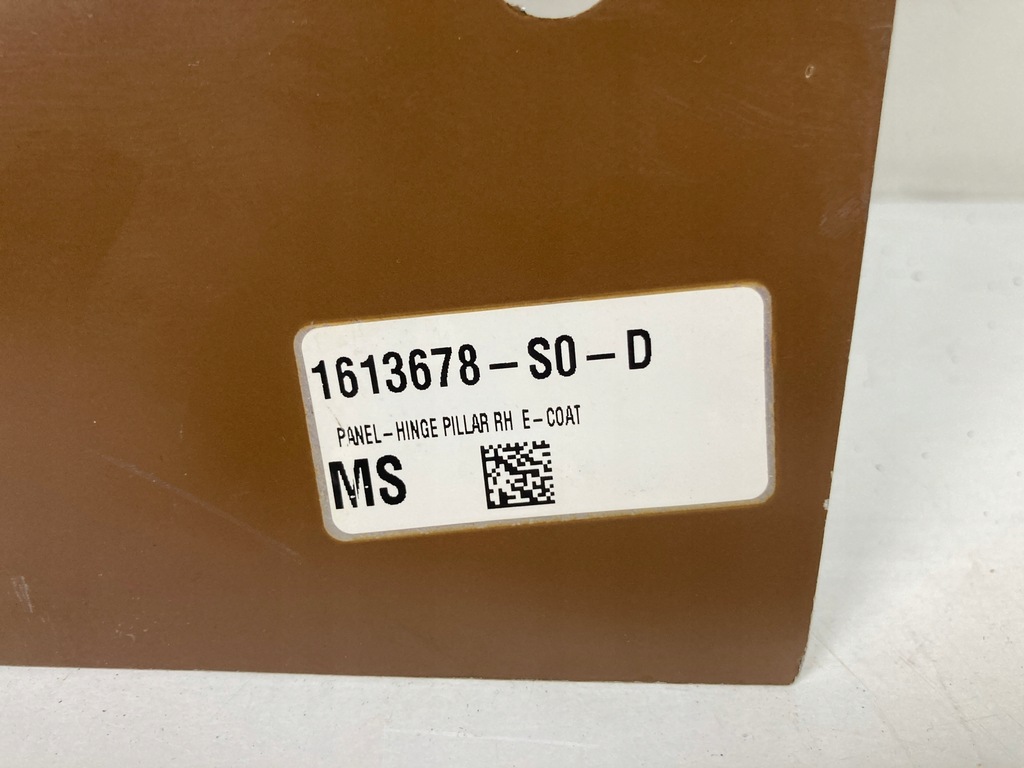 1613678-S0-D
PANEL-HINGE PILLAR RH E-COAT
MS